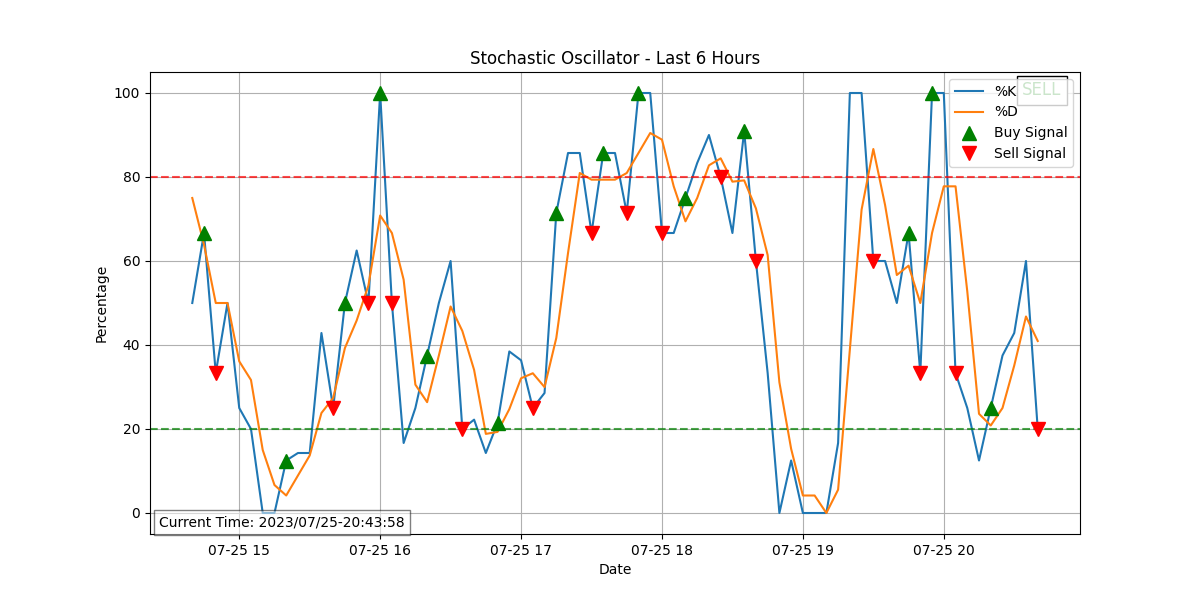 Stochastic Oscillator - Last 6 Hours
SELL
%K
%D
Buy Signal
Sell Signal
Percentage
100
80
60
40
20
0
Current Time: 2023/07/25-20:43:58
07-25 15
07-25 16
07-25 17
07-25 18
07-25 19
07-25 20
Date